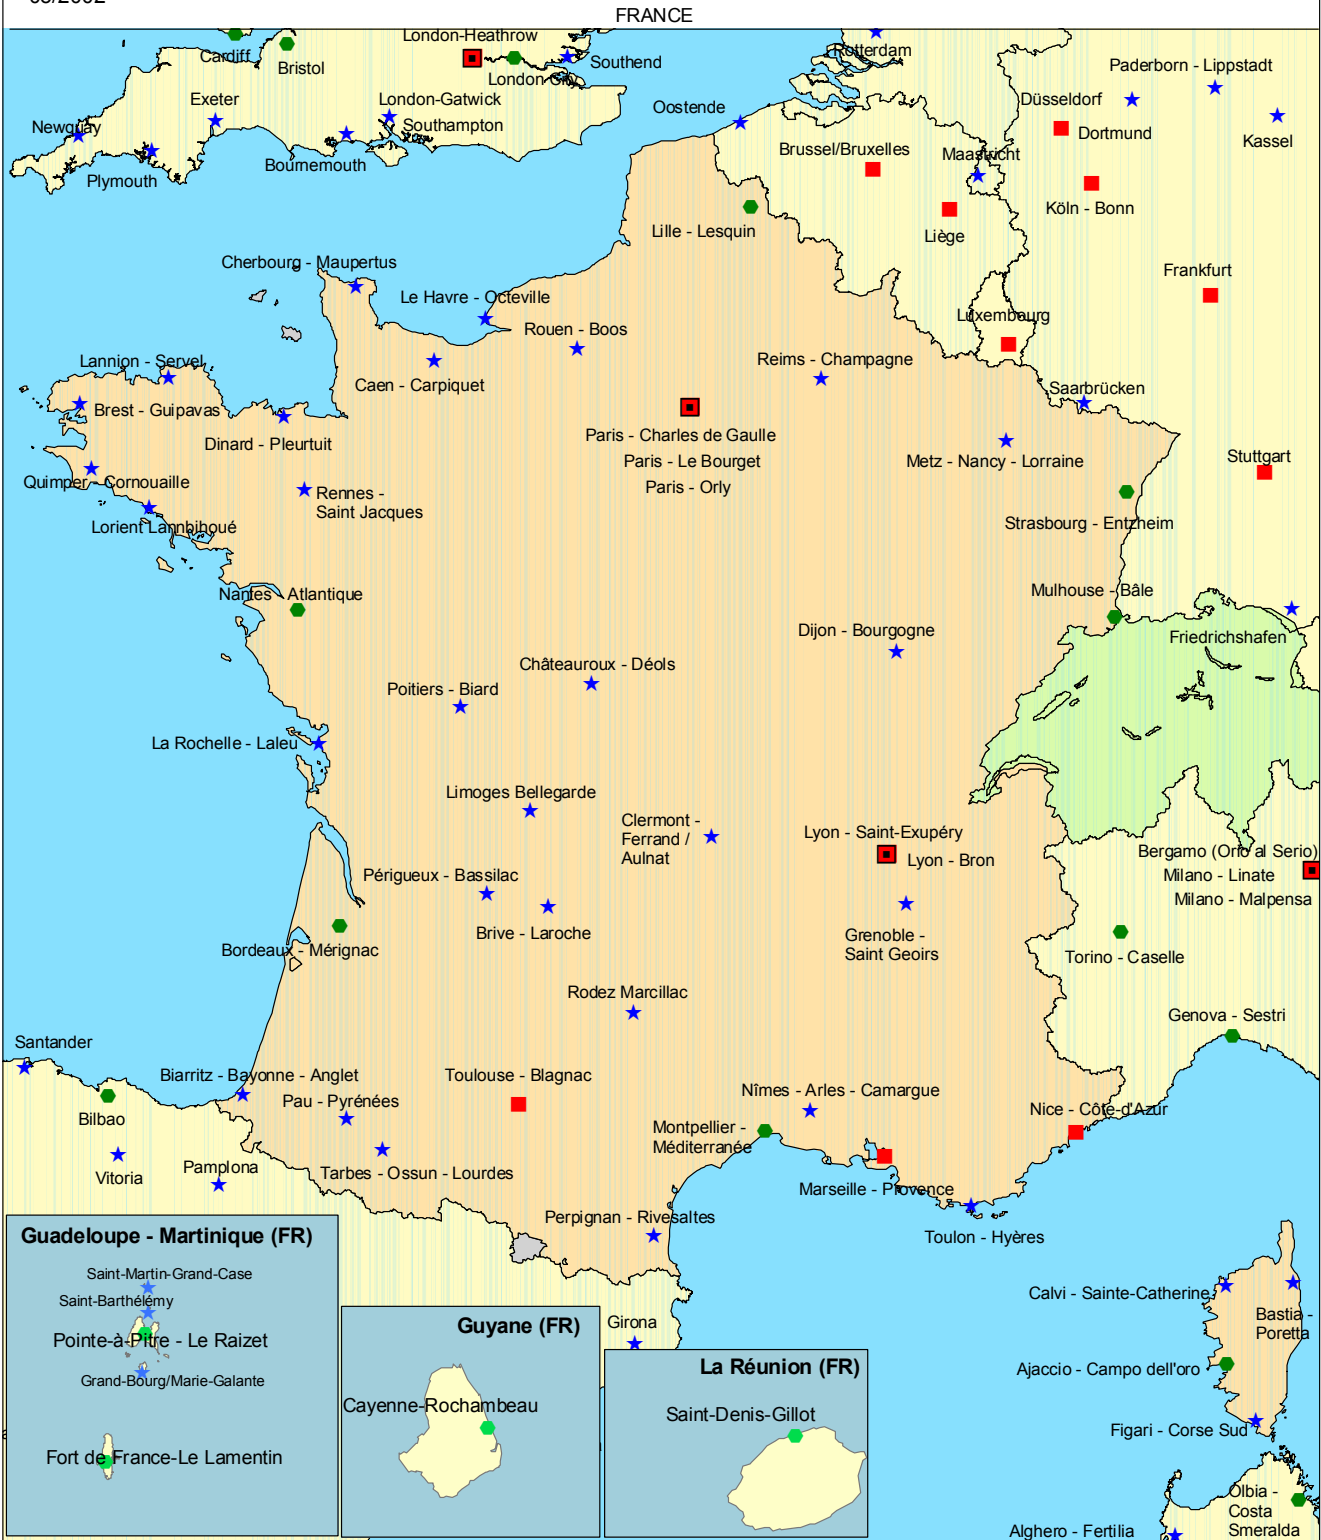 05/2002
FRANCE
London-Heathrow
Cardiff
Bristol
London City
Southend
Rotterdam
Paderborn - Lippstadt
Düsseldorf
Exeter
London-Gatwick
Oostende
Newquay
Southampton
Dortmund
Kassel
Bournemouth
Brussel/Bruxelles
Maastricht
Plymouth
Köln - Bonn
Lille - Lesquin
Liège
Cherbourg - Maupertus
Frankfurt
Le Havre - Octeville
Rouen - Boos
Luxembourg
Lannion - Servel
Reims - Champagne
Caen - Carpiquet
Saarbrücken
Brest - Guipavas
Dinard - Pleurtuit
Paris - Charles de Gaulle
Paris - Le Bourget
Paris - Orly
Metz - Nancy - Lorraine
Stuttgart
Quimper - Cornouaille
Rennes -
Saint Jacques
Lorient Lannbihoué
Strasbourg - Entzheim
Nantes - Atlantique
Mulhouse - Bâle
Dijon - Bourgogne
Friedrichshafen
Châteauroux - Déols
Poitiers - Biard
La Rochelle - Laleu
Limoges Bellegarde
Clermont -
Ferrand /
Aulnat
Lyon - Saint-Exupéry
Lyon - Bron
Bergamo (Orio al Serio)
Milano - Linate
Milano - Malpensa
Périgueux - Bassilac
Brive - Laroche
Grenoble -
Saint Geoirs
Bordeaux - Mérignac
Torino - Caselle
Rodez Marcillac
Genova - Sestri
Santander
Biarritz - Bayonne - Anglet
Toulouse - Blagnac
Nîmes - Arles - Camargue
Pau - Pyrénées
Nice - Côte-d'Azur
Bilbao
Montpellier -
Méditerranée
Vitoria
Pamplona
Tarbes - Ossun - Lourdes
Marseille - Provence
Perpignan - Rivesaltes
Toulon - Hyères
Guadeloupe - Martinique (FR)
Saint-Martin-Grand-Case
Saint-Barthélémy
Pointe-à-Pitre - Le Raizet
Grand-Bourg/Marie-Galante
Fort de France-Le Lamentin
Guyane (FR)
Cayenne-Rochambeau
Girona
La Réunion (FR)
Saint-Denis-Gillot
Calvi - Sainte-Catherine
Bastia -
Poretta
Ajaccio - Campo dell'oro
Figari - Corse Sud
Olbia -
Costa
Smeralda
Alghero - Fertilia